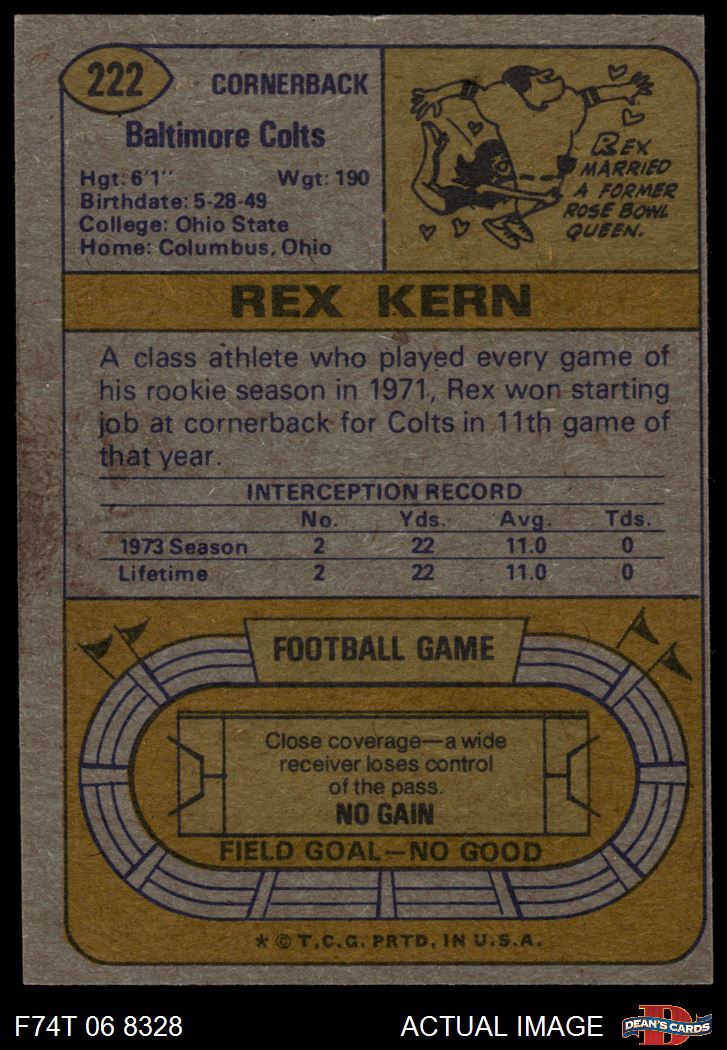 222
CORNERBACK
Baltimore Colts
Hgt: 6'1" Wgt: 190
Birthdate: 5-28-49
College: Ohio State
Home: Columbus, Ohio
REX
MARRIED
A FORMER
ROSE BOWL
QUEEN.
REX KERN
A class athlete who played every game of
his rookie season in 1971, Rex won starting
job at cornerback for Colts in 11th game of
that year.
INTERCEPTION RECORD
No. Yds. Avg. Tds.
1973 Season 2 22 11.0 0
Lifetime 2 22 11.0 0
FOOTBALL GAME
Close coverage—a wide
receiver loses control
of the pass.
NO GAIN
FIELD GOAL—NO GOOD
* © T.C.G. PRTD. IN U.S.A.
F74T 06 8328
ACTUAL IMAGE
D
DEAN'S CARDS